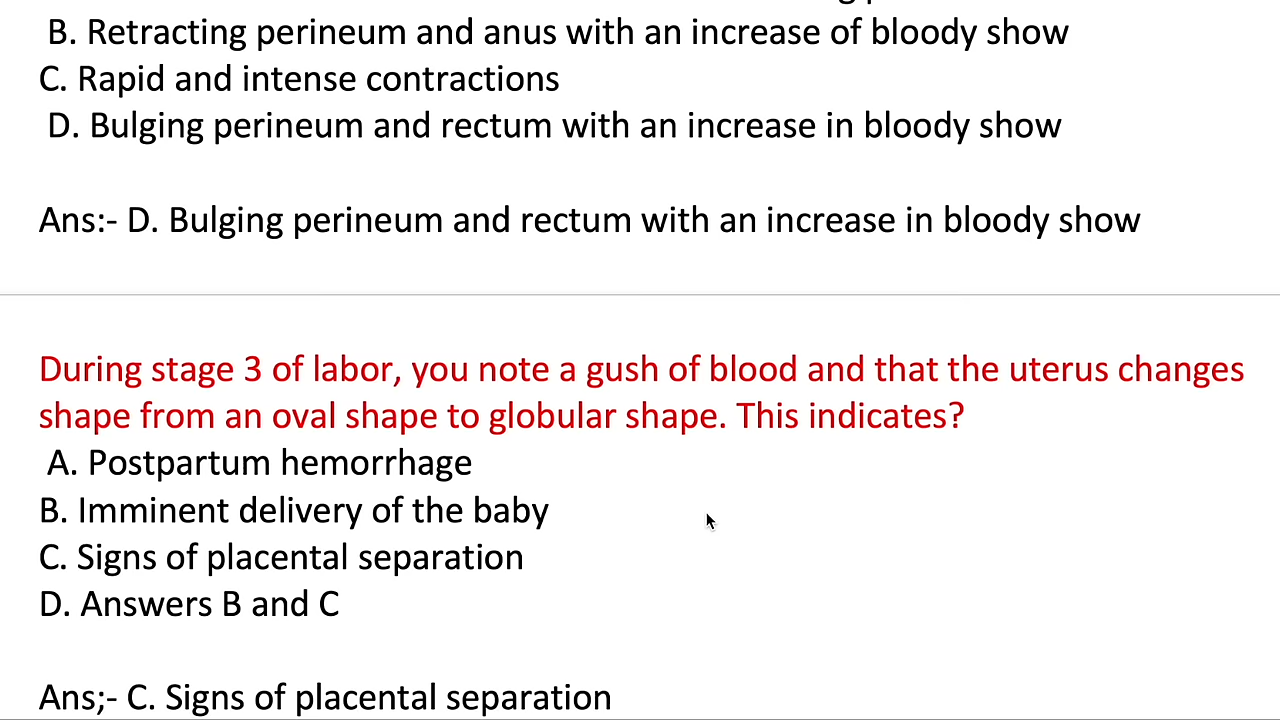 B. Retracting perineum and anus with an increase of bloody show
C. Rapid and intense contractions
D. Bulging perineum and rectum with an increase in bloody show
Ans:- D. Bulging perineum and rectum with an increase in bloody show
During stage 3 of labor, you note a gush of blood and that the uterus changes
shape from an oval shape to globular shape. This indicates?
A. Postpartum hemorrhage
B. Imminent delivery of the baby
C. Signs of placental separation
D. Answers B and C
Ans;- C. Signs of placental separation